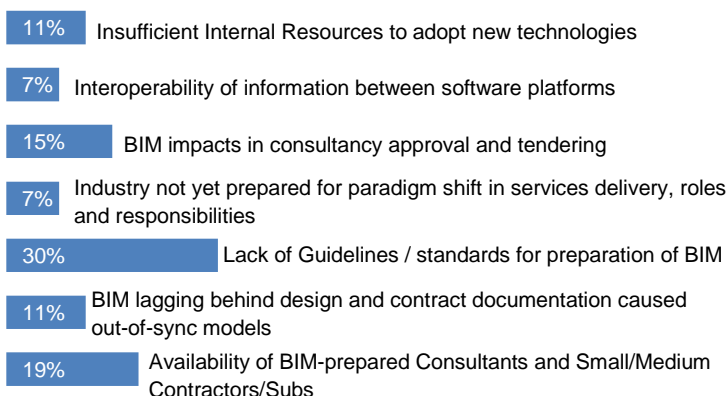 11% Insufficient Internal Resources to adopt new technologies
7% Interoperability of information between software platforms
15% BIM impacts in consultancy approval and tendering
7% Industry not yet prepared for paradigm shift in services delivery, roles
and responsibilities
30% Lack of Guidelines / standards for preparation of BIM
11% BIM lagging behind design and contract documentation caused
out-of-sync models
19% Availability of BIM-prepared Consultants and Small/Medium
Contractors/Subs